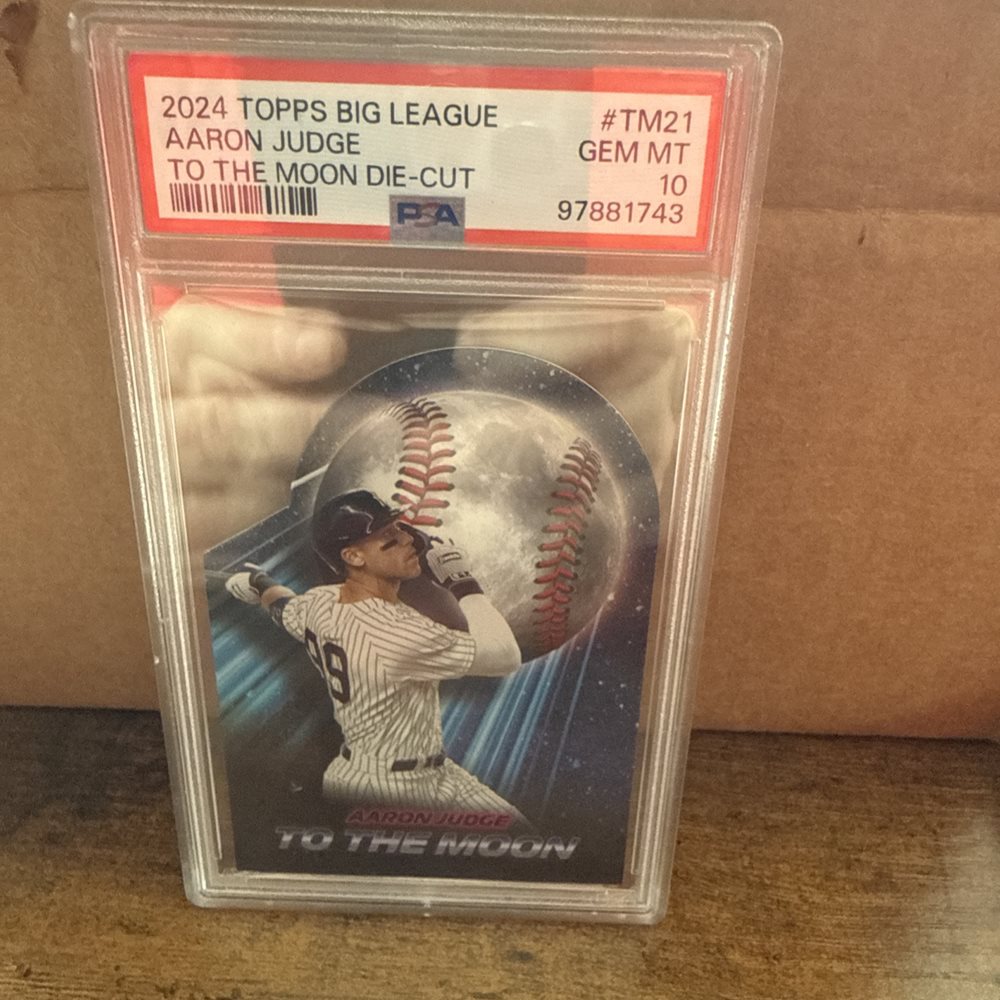 2024 TOPPS BIG LEAGUE #TM21
AARON JUDGE GEM MT
TO THE MOON DIE-CUT 10
PSA 97881743
99
AARON JUDGE
TO THE MOON